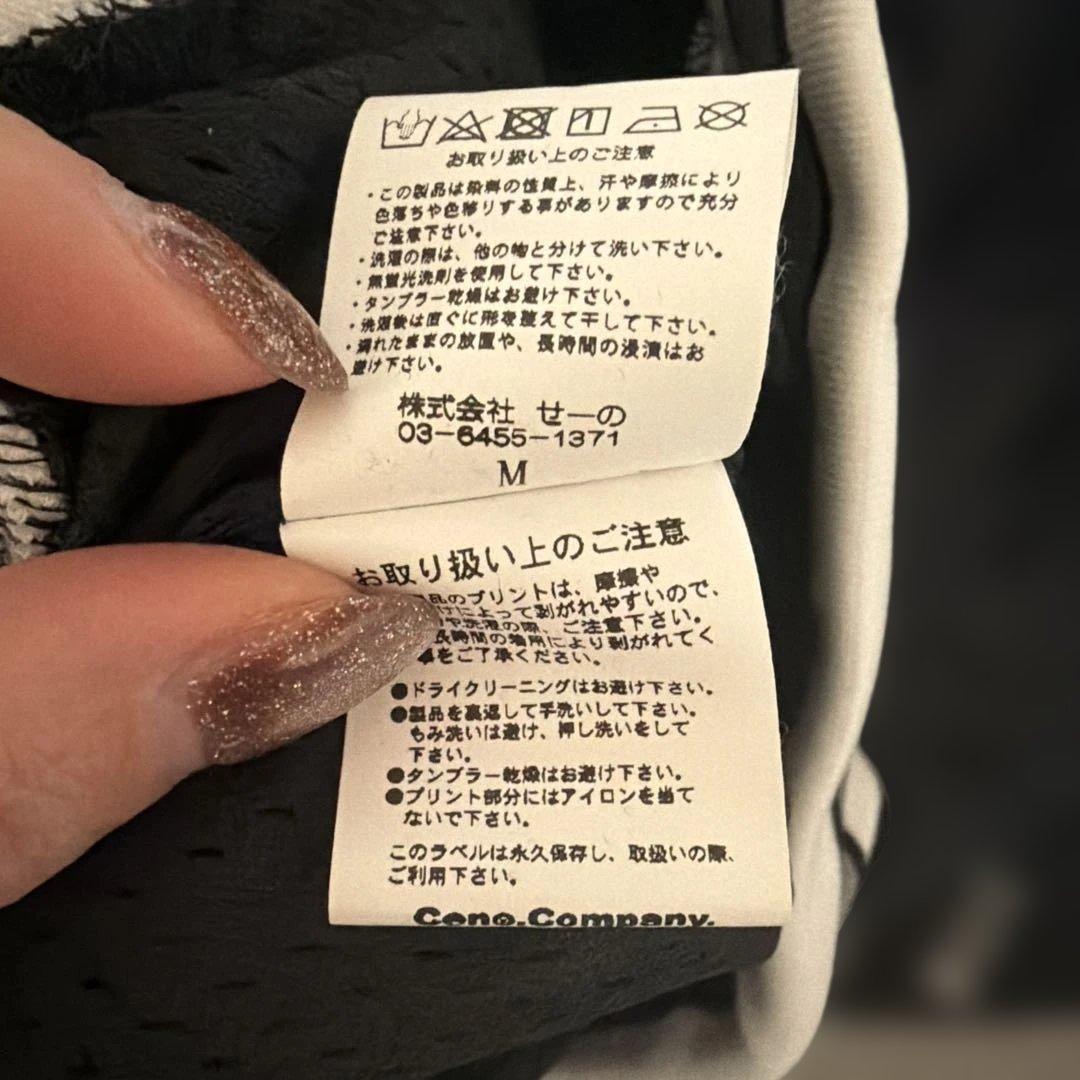 お取り扱い上のご注意
・この製品は染料の性質上、汗や摩擦により
色落ちや色移りする事がありますので充分
ご注意下さい。
・洗濯の際は、他の物と分けて洗い下さい。
・無蛍光洗剤を使用して下さい。
・タンブラー乾燥はお避け下さい。
・洗濯後は直ぐに形を整えて干して下さい。
・濡れたままの放置や、長時間の浸漬はお
避け下さい。
株式会社 せーの
03-6455-1371
M
お取り扱い上のご注意
品のプリントは、摩擦や
けによって剥がれやすいので、
や洗濯の際、ご注意下さい。
長時間の着用により剥がれてく
事をご了承ください。
●ドライクリーニングはお避け下さい。
●製品を裏返して手洗いして下さい。
もみ洗いは避け、押し洗いをして
下さい。
●タンブラー乾燥はお避け下さい。
●プリント部分にはアイロンを当て
ないで下さい。
このラベルは永久保存し、取扱いの際、
ご利用下さい。
Ceno.Company.